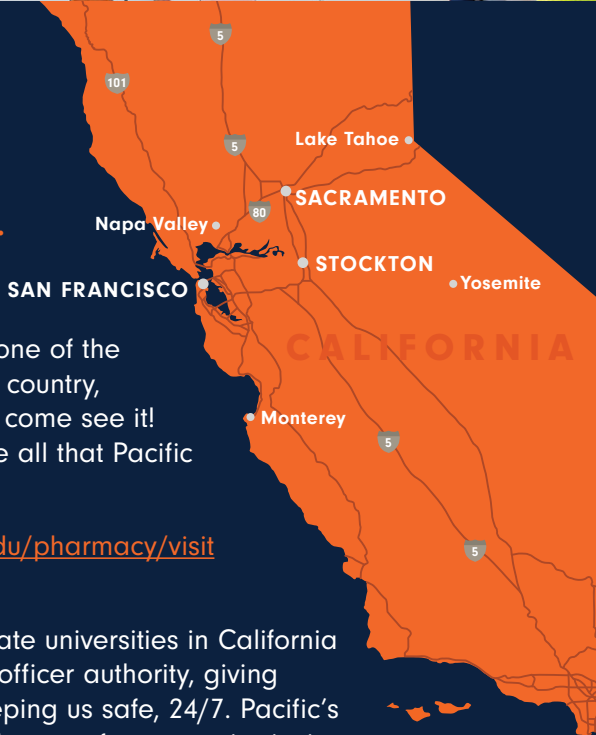 5
101
5
Lake Tahoe
80
SACRAMENTO
Napa Valley
STOCKTON
Yosemite
SAN FRANCISCO
CALIFORNIA
one of the
country,
come see it!
Monterey
all that Pacific
5
du/pharmacy/visit
5
ate universities in California
officer authority, giving
eping us safe, 24/7. Pacific's